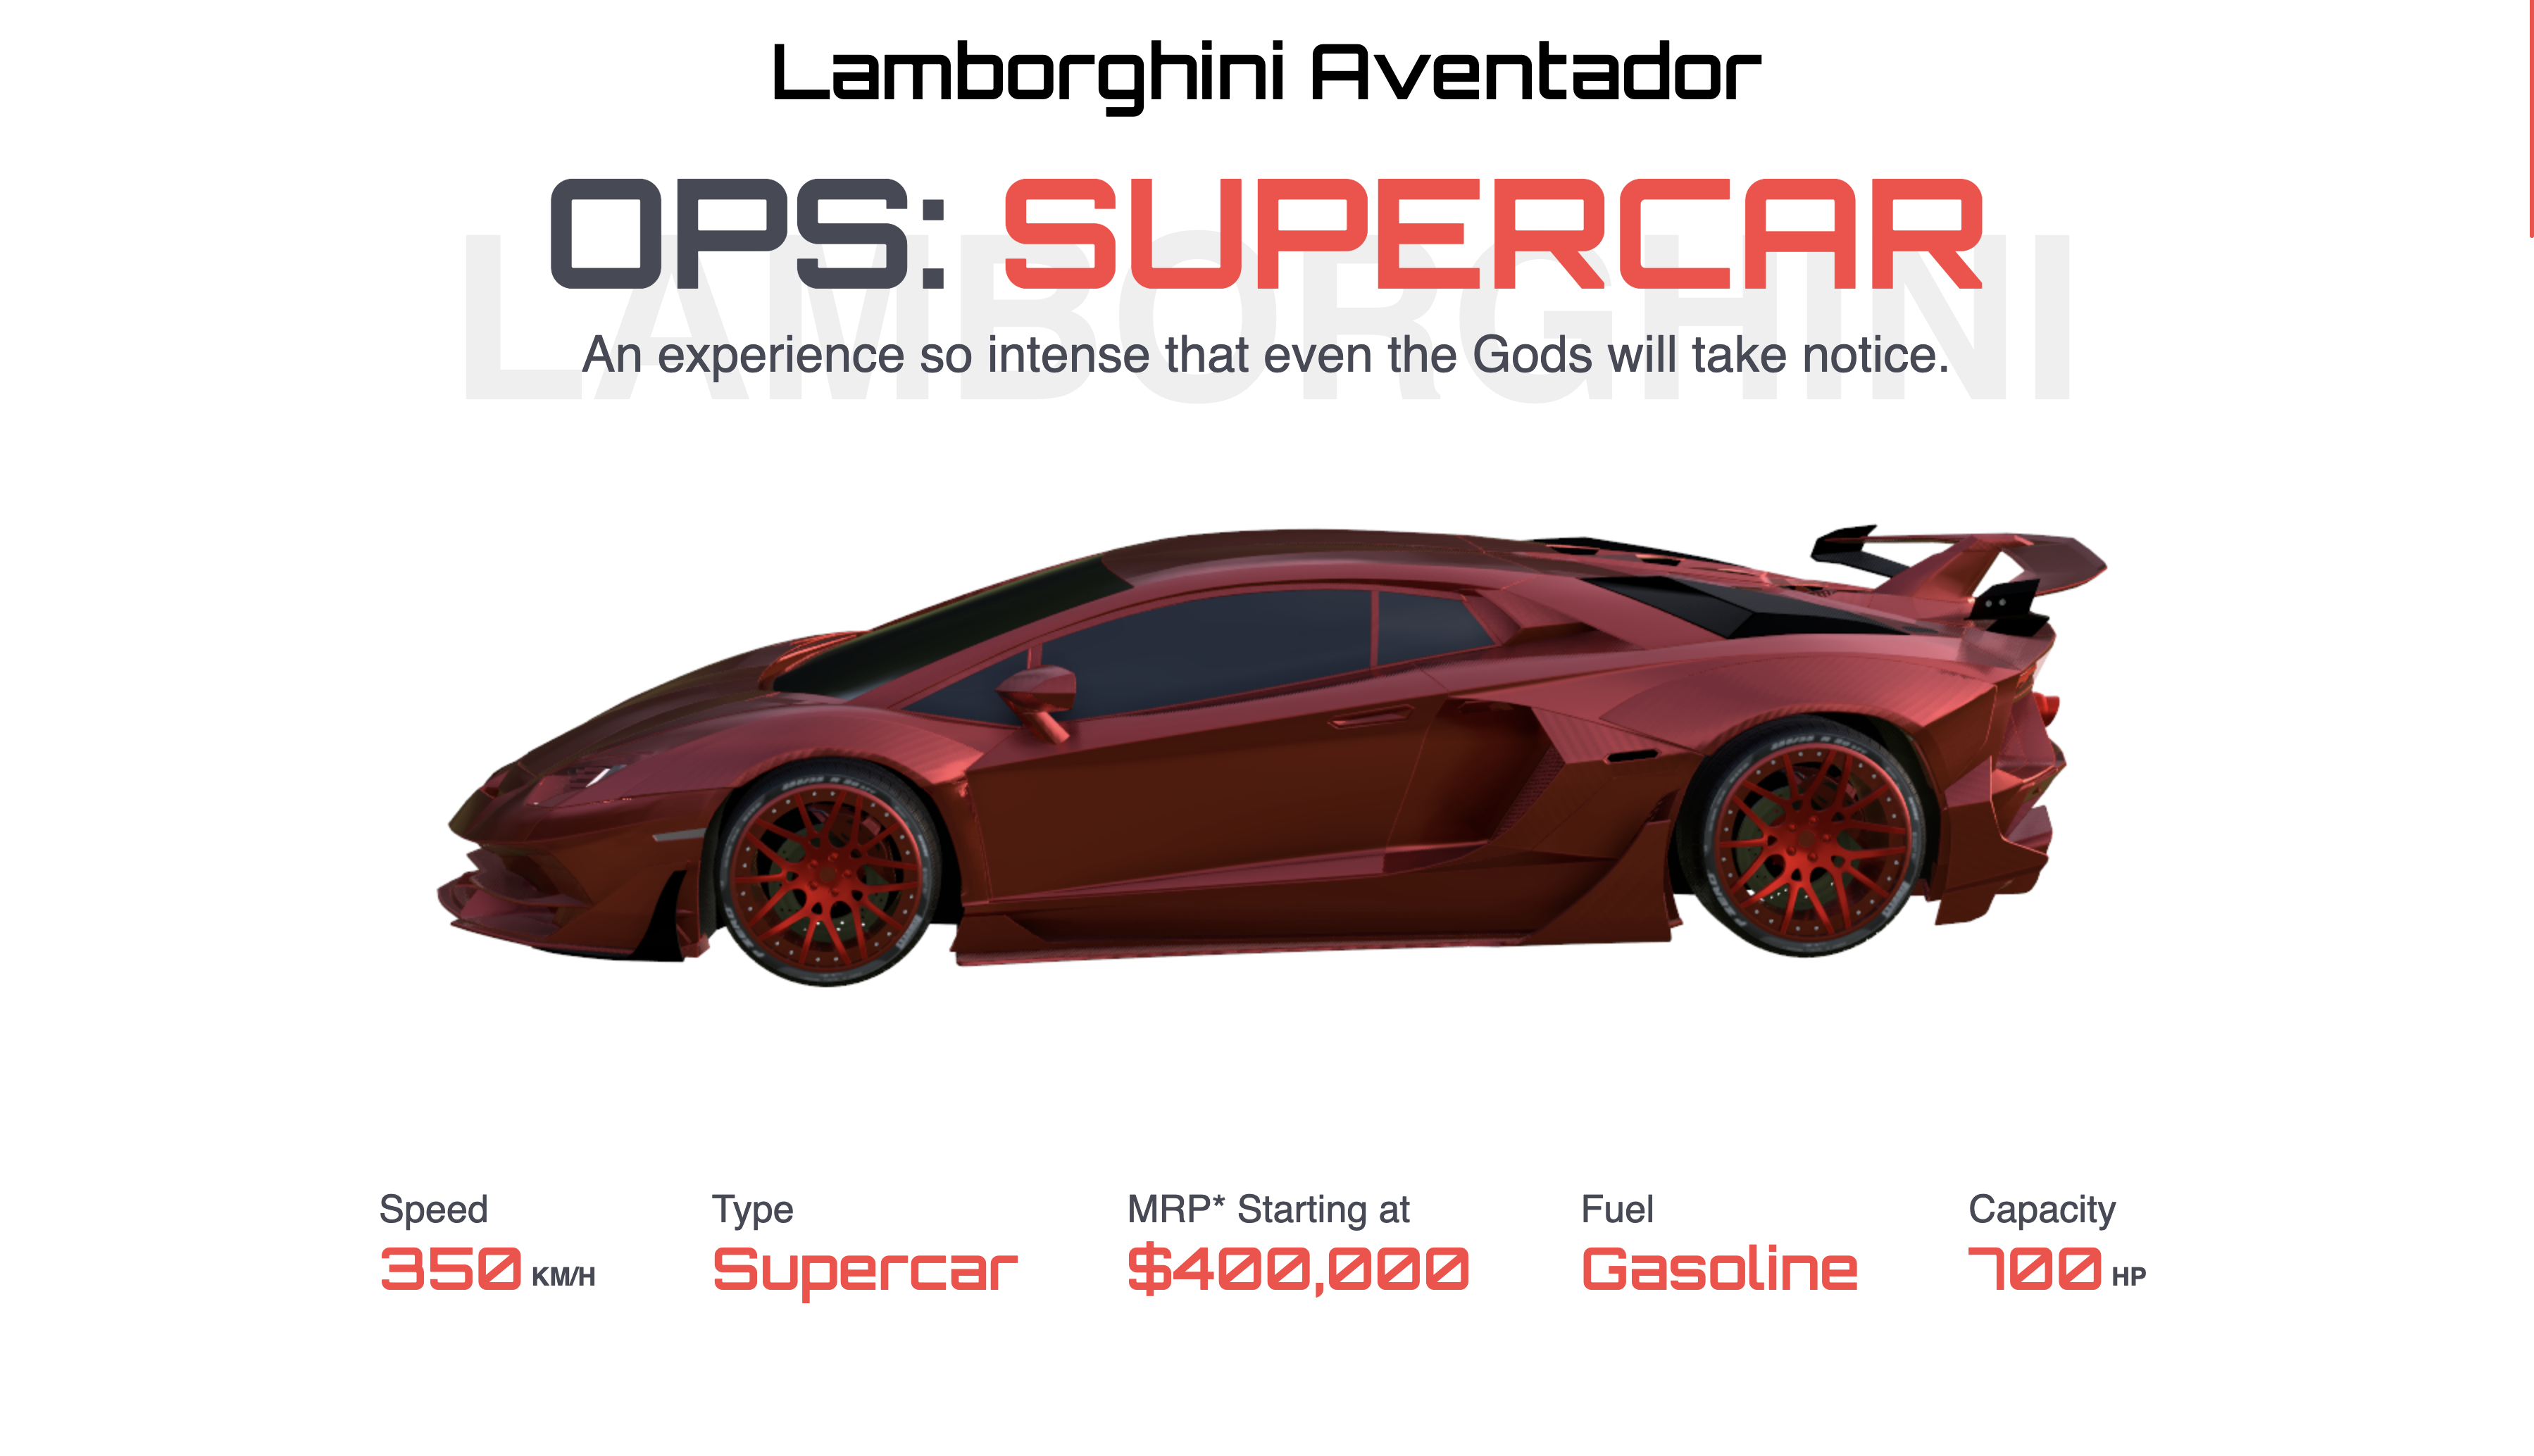 Lamborghini Aventador
OPS: SUPERCAR
LAMBORGHINI
An experience so intense that even the Gods will take notice.
Speed
350 KM/H
Type
Supercar
MRP* Starting at
$400,000
Fuel
Gasoline
Capacity
700 HP